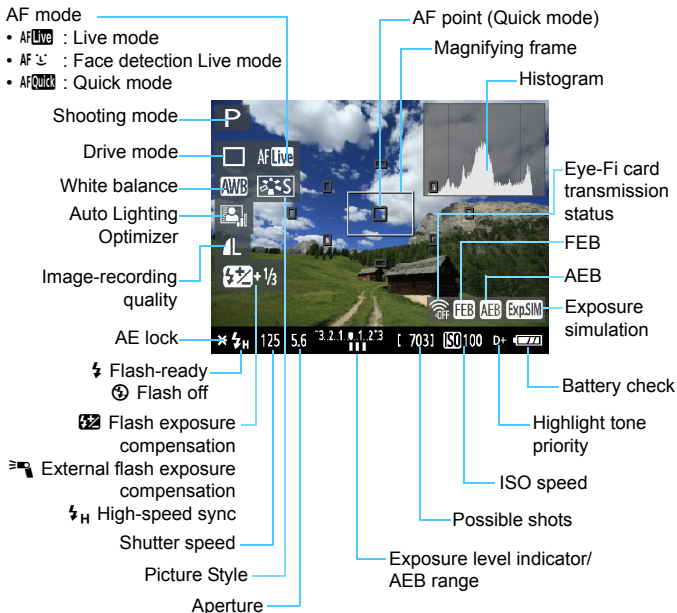 AF mode
• AF Live : Live mode
• AF : Face detection Live mode
• AF Quick : Quick mode
Shooting mode
Drive mode
White balance
Auto Lighting
Optimizer
Image-recording
quality
AE lock
Flash-ready
Flash off
Flash exposure
compensation
External flash exposure
compensation
H High-speed sync
Shutter speed
Picture Style
Aperture
AF point (Quick mode)
Magnifying frame
Histogram
Eye-Fi card
transmission
status
FEB
AEB
Exposure
simulation
Battery check
Highlight tone
priority
ISO speed
Possible shots
Exposure level indicator/
AEB range
P
AF Live
AWB S
L
+1/3
OFF FEB AEB Exp.SIM
H 125 5.6 -3..2..1..0..1..2.+3 [ 703] ISO 100 D+